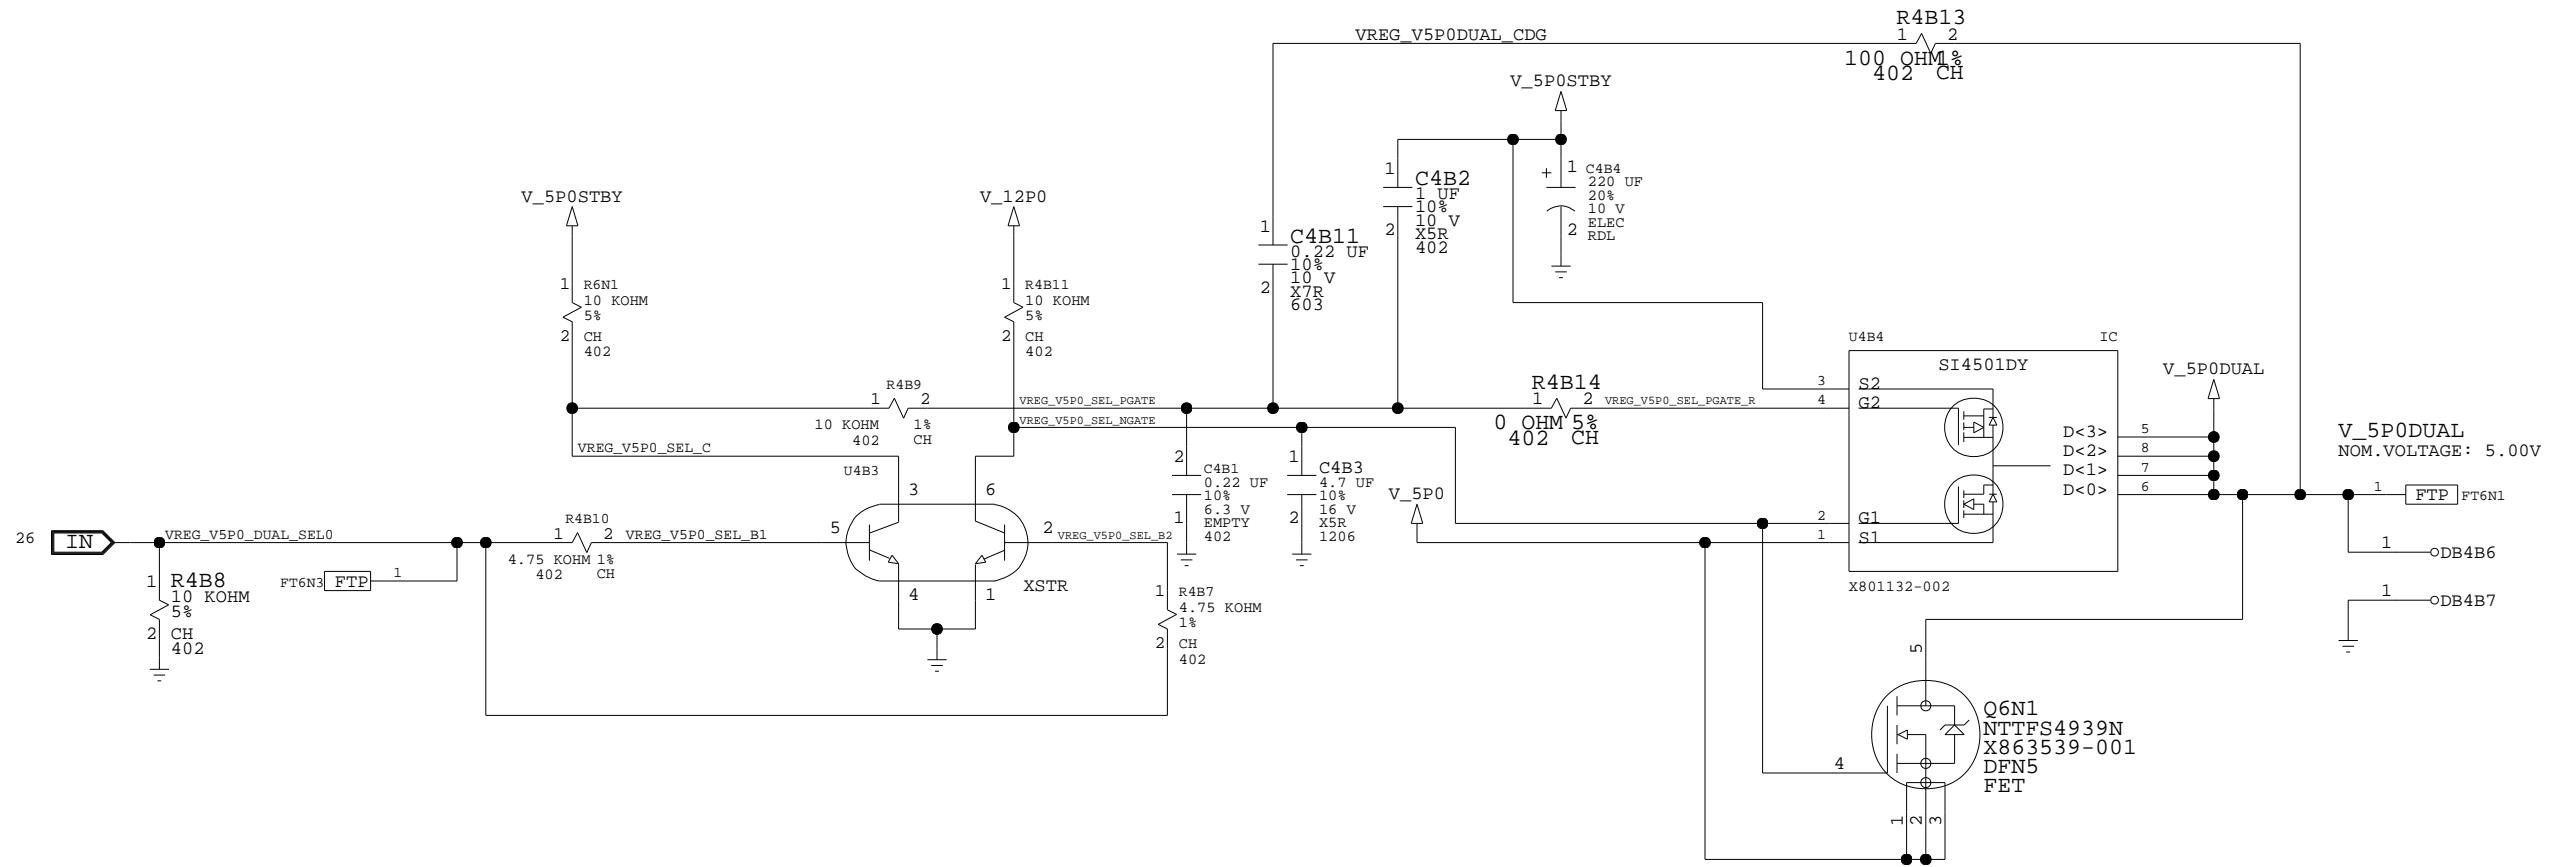 R4B13
1 2
VREG_V5P0DUAL_CDG
100 OHM 1%
402 CH
V_5P0STBY
1
C4B2
1 UF
10%
10 V
X5R
402
2
+
1
C4B4
220 UF
20%
10 V
ELEC
RDL
2
V_5P0STBY
V_12P0
1
C4B11
0.22 UF
10%
10 V
X7R
603
2
1
R6N1
10 KOHM
5%
2
CH
402
1
R4B11
10 KOHM
5%
2
CH
402
R4B9
1 2
10 KOHM 1%
402 CH
VREG_V5P0_SEL_PGATE
VREG_V5P0_SEL_NGATE
R4B14
1 2
0 OHM 5%
402 CH
VREG_V5P0_SEL_PGATE_R
U4B4 IC
SI4501DY
3 S2
4 G2
2 G1
1 S1
D<3> 5
D<2> 8
D<1> 7
D<0> 6
X801132-002
V_5P0DUAL
V_5P0DUAL
NOM.VOLTAGE: 5.00V
1 FTP FT6N1
1 DB4B6
1 DB4B7
VREG_V5P0_SEL_C
U4B3
3 6
5 2
4 1
XSTR
VREG_V5P0_SEL_B2
2
C4B1
0.22 UF
10%
6.3 V
1
EMPTY
402
1
C4B3
4.7 UF
10%
16 V
2
X5R
1206
V_5P0
26 IN
VREG_V5P0_DUAL_SEL0
R4B10
1 2
4.75 KOHM 1%
402 CH
VREG_V5P0_SEL_B1
1
R4B8
10 KOHM
5%
2
CH
402
FT6N3 FTP 1
1
R4B7
4.75 KOHM
1%
2
CH
402
5
Q6N1
NTTFS4939N
X863539-001
DFN5
FET
4
1 2 3